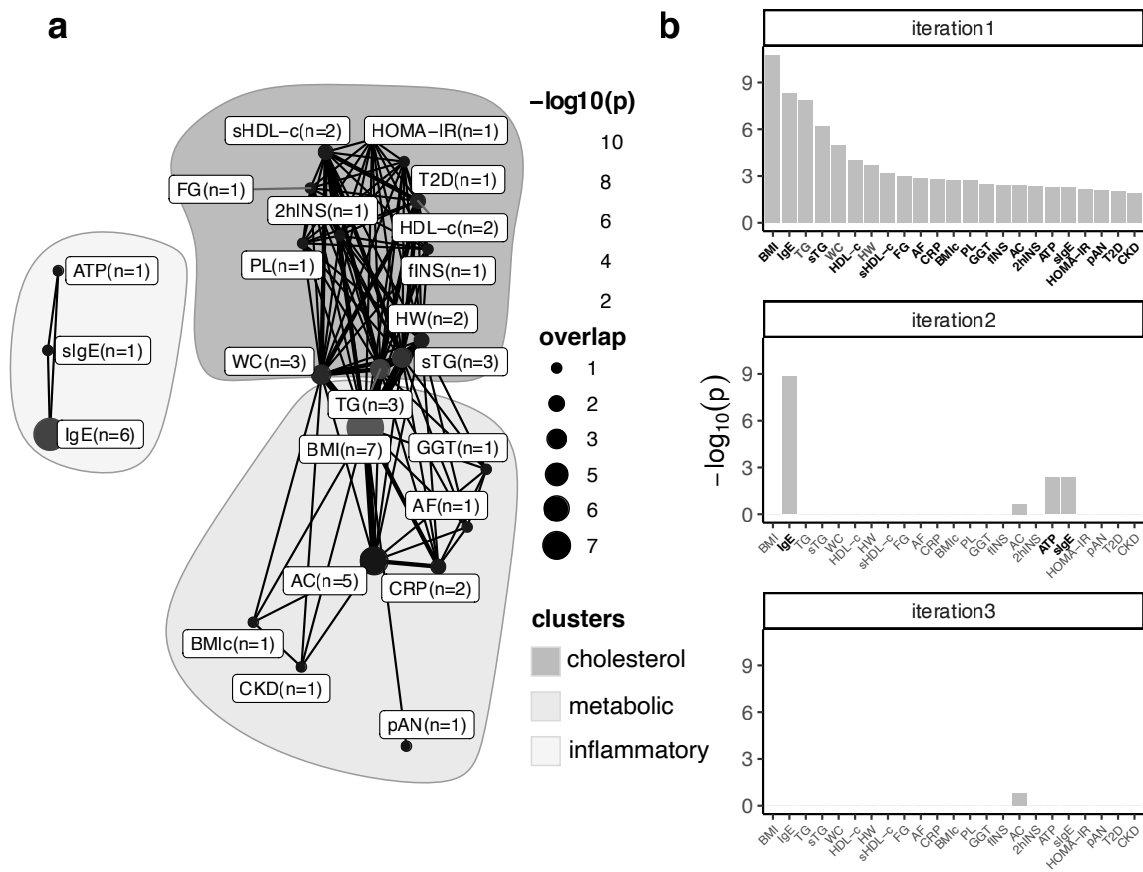 a
sHDL-c(n=2)
HOMA-IR(n=1)
FG(n=1)
T2D(n=1)
2hINS(n=1)
HDL-c(n=2)
PL(n=1)
fINS(n=1)
ATP(n=1)
HW(n=2)
sIgE(n=1)
WC(n=3)
sTG(n=3)
TG(n=3)
IgE(n=6)
BMI(n=7)
GGT(n=1)
AF(n=1)
AC(n=5)
CRP(n=2)
BMIc(n=1)
CKD(n=1)
pAN(n=1)
-log10(p)
10
8
6
4
2
overlap
1
2
3
5
6
7
clusters
cholesterol
metabolic
inflammatory
b
-log10(p)
iteration1
9
6
3
0
BMI IgE TG sTG WC HDL-c HW sHDL-c FG AF CRP BMIc PL GGT fINS AC 2hINS ATP sIgE HOMA-IR pAN T2D CKD
iteration2
9
6
3
0
BMI IgE TG sTG WC HDL-c HW sHDL-c FG AF CRP BMIc PL GGT fINS AC 2hINS ATP sIgE HOMA-IR pAN T2D CKD
iteration3
9
6
3
0
BMI IgE TG sTG WC HDL-c HW sHDL-c FG AF CRP BMIc PL GGT fINS AC 2hINS ATP sIgE HOMA-IR pAN T2D CKD